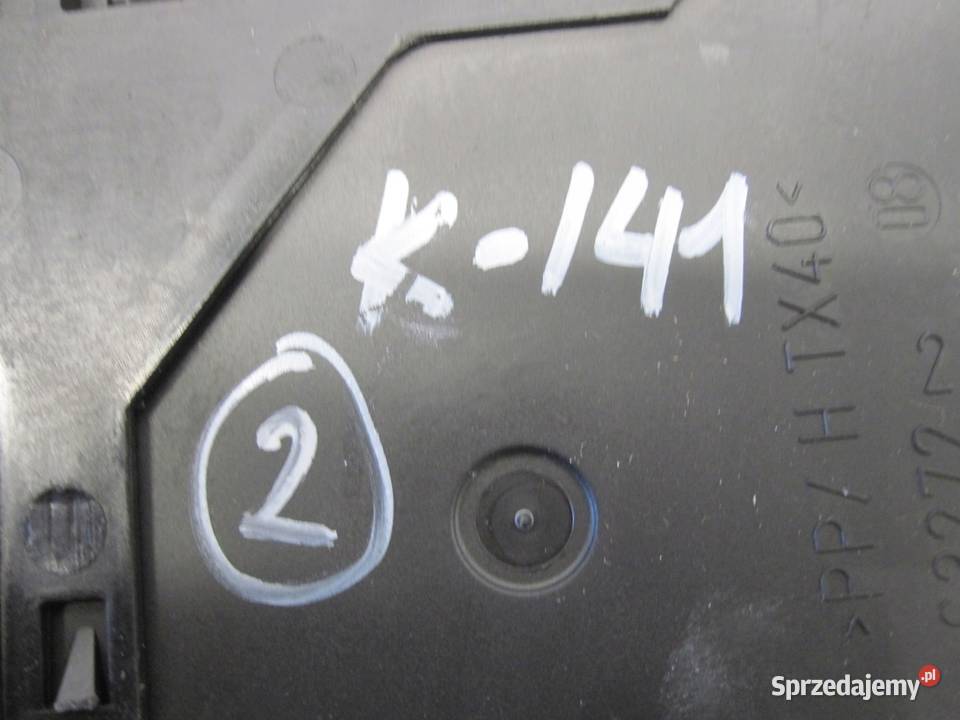 K-141
2
>PP/H TX40<
08
Sprzedajemy.pl